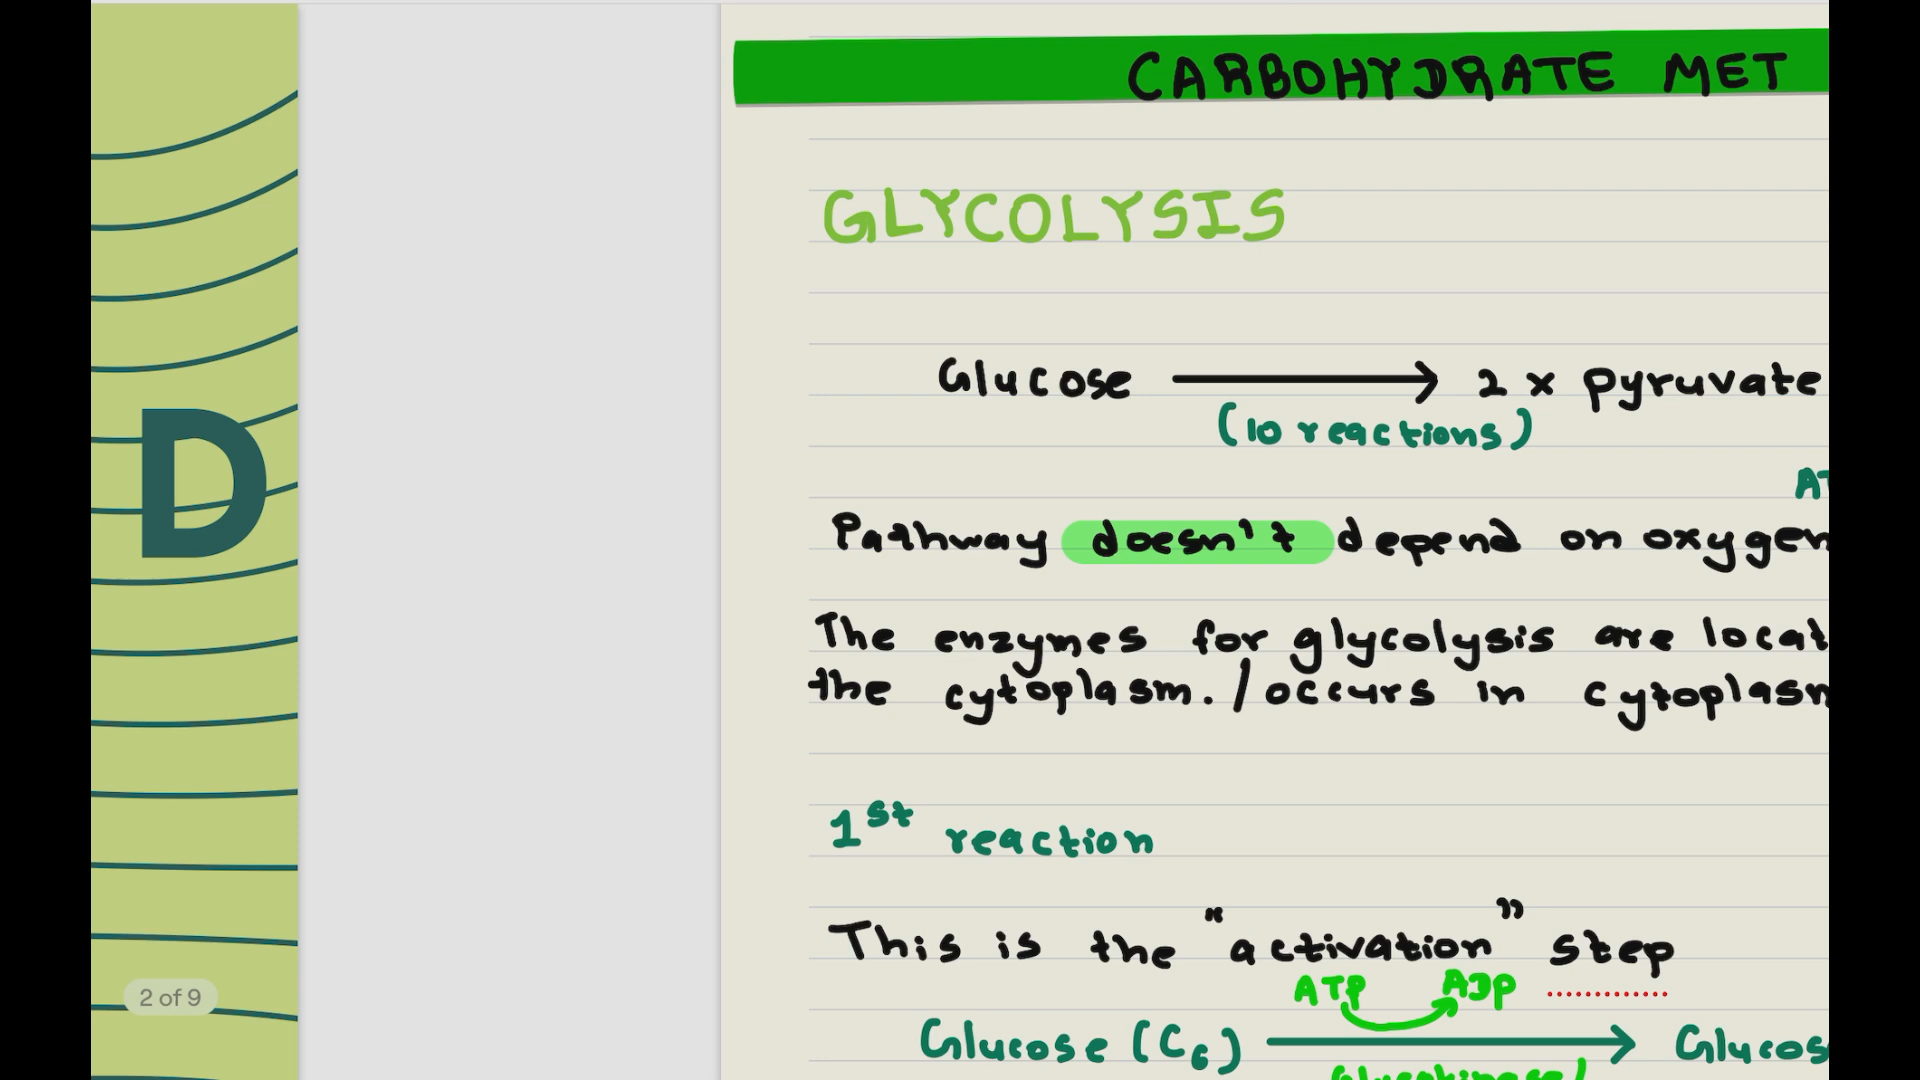 CARBOHYDRATE MET
GLYCOLYSIS
Glucose → 2 x pyruvate
(10 reactions)
AT
Pathway doesn't depend on oxygen
The enzymes for glycolysis are locat
the cytoplasm. / occurs in cytoplasm
1st reaction
This is the "activation" step
ATP ADP
Glucose (C6) → Glucos
Glucokinase/
D
2 of 9